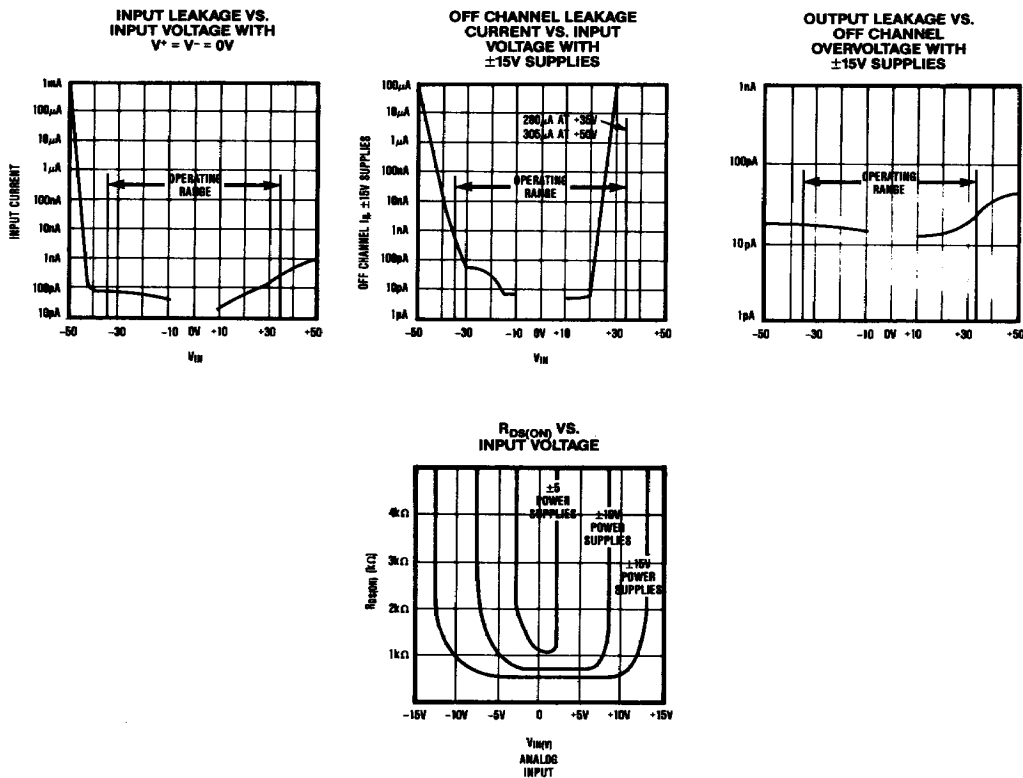 INPUT LEAKAGE VS.
INPUT VOLTAGE WITH
V+ = V− = 0V
1mA
100μA
10μA
1μA
100nA
10nA
1nA
100pA
10pA
INPUT CURRENT
OPERATING
RANGE
−50 −30 −10 0V +10 +30 +50
VIN
OFF CHANNEL LEAKAGE
CURRENT VS. INPUT
VOLTAGE WITH
±15V SUPPLIES
100μA
10μA
1μA
100nA
10nA
1nA
100pA
10pA
1pA
OFF CHANNEL
±15V SUPPLIES
280μA AT +35V
305μA AT +50V
OPERATING
RANGE
−50 −30 −10 0V +10 +30 +50
VIN
OUTPUT LEAKAGE VS.
OFF CHANNEL
OVERVOLTAGE WITH
±15V SUPPLIES
1nA
100pA
10pA
1pA
OPERATING
RANGE
−50 −30 −10 0V +10 +30 +50
RDS(ON) VS.
INPUT VOLTAGE
4kΩ
3kΩ
2kΩ
1kΩ
RDS(ON) (kΩ)
±5
POWER
SUPPLIES
±10V
POWER
SUPPLIES
±15V
POWER
SUPPLIES
−15V −10V −5V 0 +5V +10V +15V
VIN(V)
ANALOG
INPUT